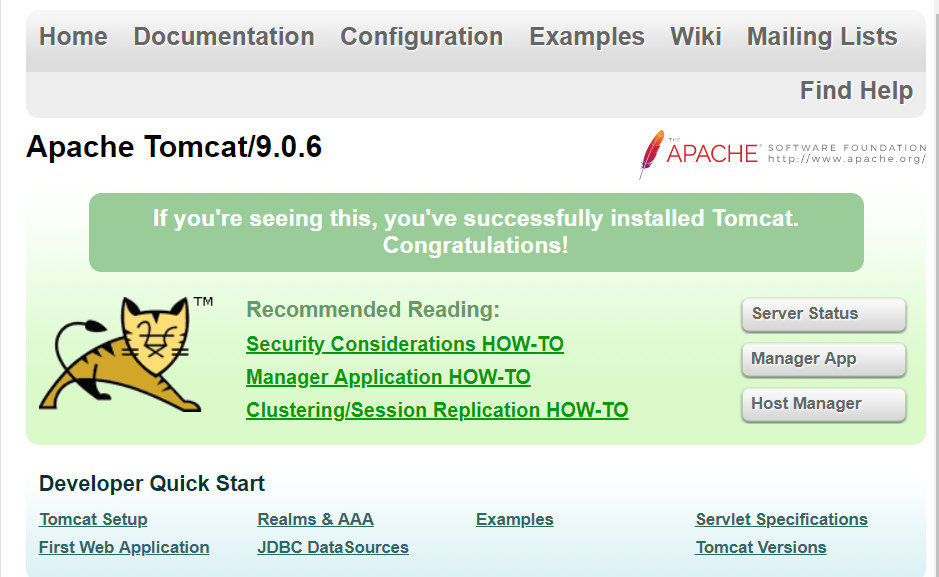 Home Documentation Configuration Examples Wiki Mailing Lists
Find Help
Apache Tomcat/9.0.6
THE
APACHE® SOFTWARE FOUNDATION
http://www.apache.org/
If you're seeing this, you've successfully installed Tomcat.
Congratulations!
TM
Recommended Reading:
Security Considerations HOW-TO
Manager Application HOW-TO
Clustering/Session Replication HOW-TO
Server Status
Manager App
Host Manager
Developer Quick Start
Tomcat Setup
First Web Application
Realms & AAA
JDBC DataSources
Examples
Servlet Specifications
Tomcat Versions